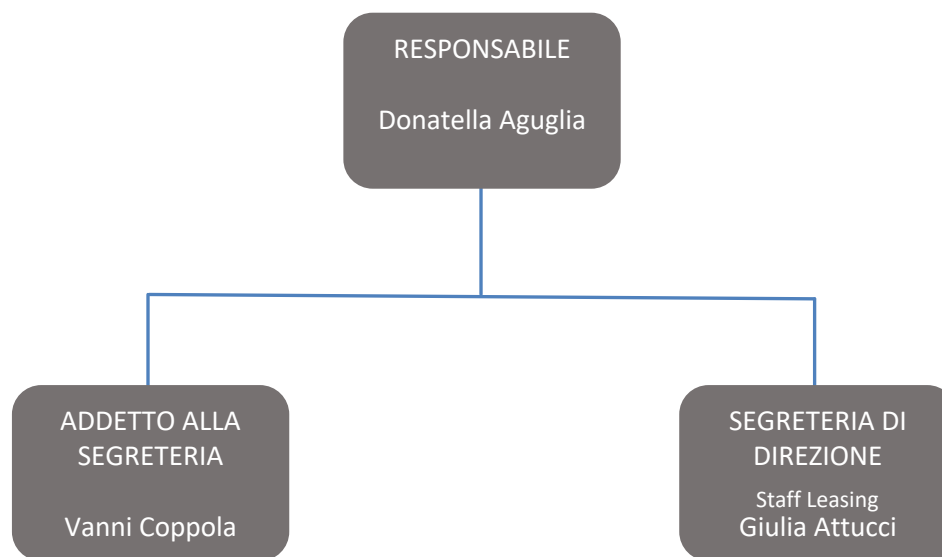 RESPONSABILE
Donatella Aguglia
ADDETTO ALLA
SEGRETERIA
Vanni Coppola
SEGRETERIA DI
DIREZIONE
Staff Leasing
Giulia Attucci